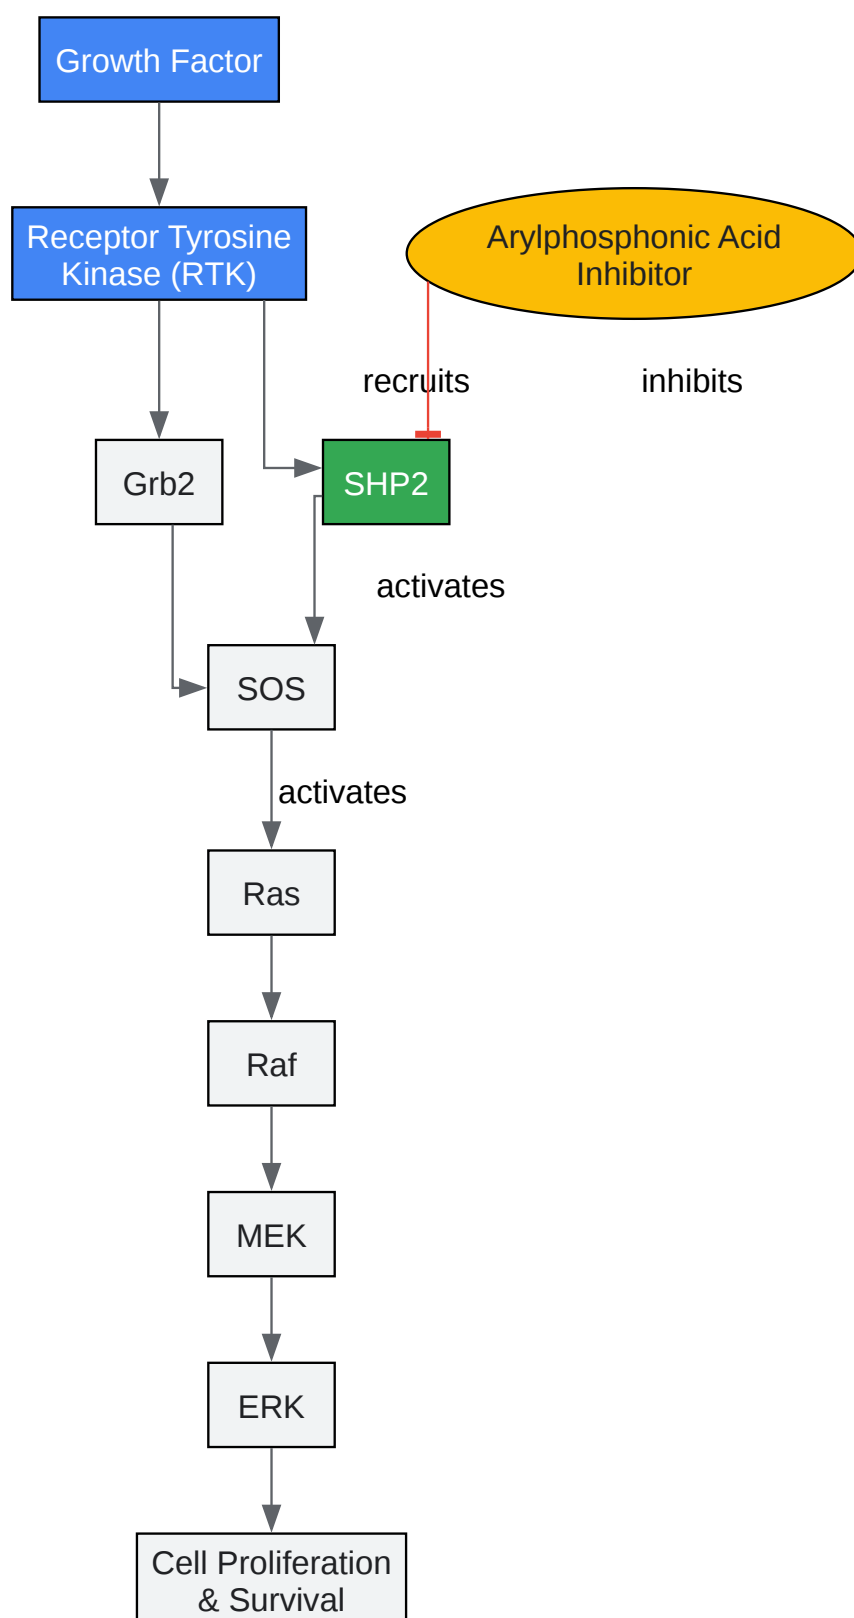 Growth Factor
Receptor Tyrosine
Kinase (RTK)
Arylphosphonic Acid
Inhibitor
recruits
inhibits
Grb2
SHP2
activates
SOS
activates
Ras
Raf
MEK
ERK
Cell Proliferation
& Survival